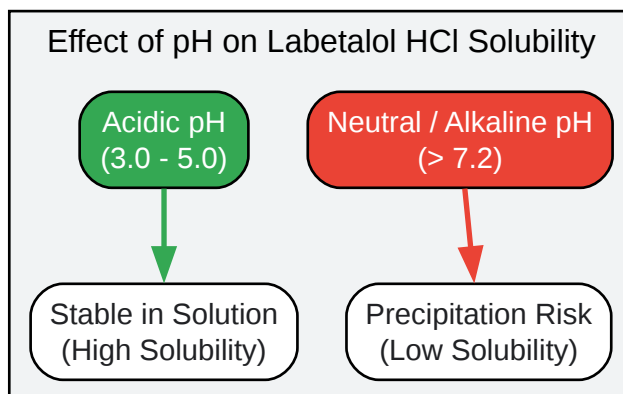 Effect of pH on Labetalol HCl Solubility
Acidic pH
(3.0 - 5.0)
Neutral / Alkaline pH
(> 7.2)
Stable in Solution
(High Solubility)
Precipitation Risk
(Low Solubility)